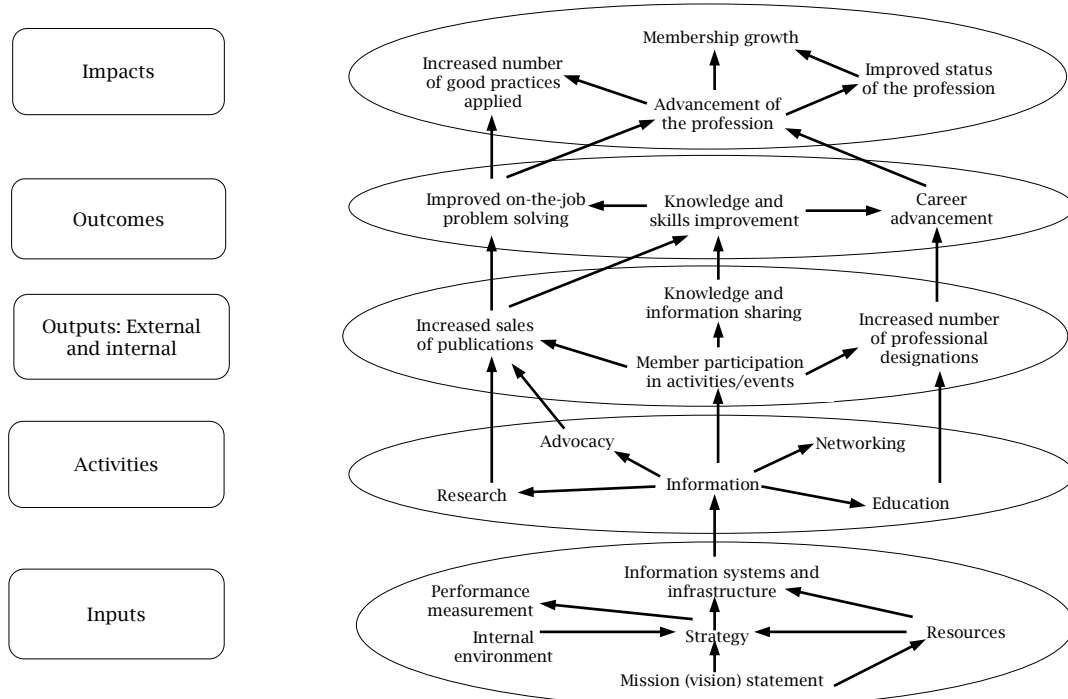 Impacts
Membership growth
Increased number
of good practices
applied
Improved status
of the profession
Advancement of
the profession
Outcomes
Improved on-the-job
problem solving
Knowledge and
skills improvement
Career
advancement
Outputs: External
and internal
Knowledge and
information sharing
Increased sales
of publications
Increased number
of professional
designations
Member participation
in activities/events
Activities
Advocacy
Networking
Research
Information
Education
Inputs
Information systems and
infrastructure
Performance
measurement
Internal
environment
Strategy
Resources
Mission (vision) statement